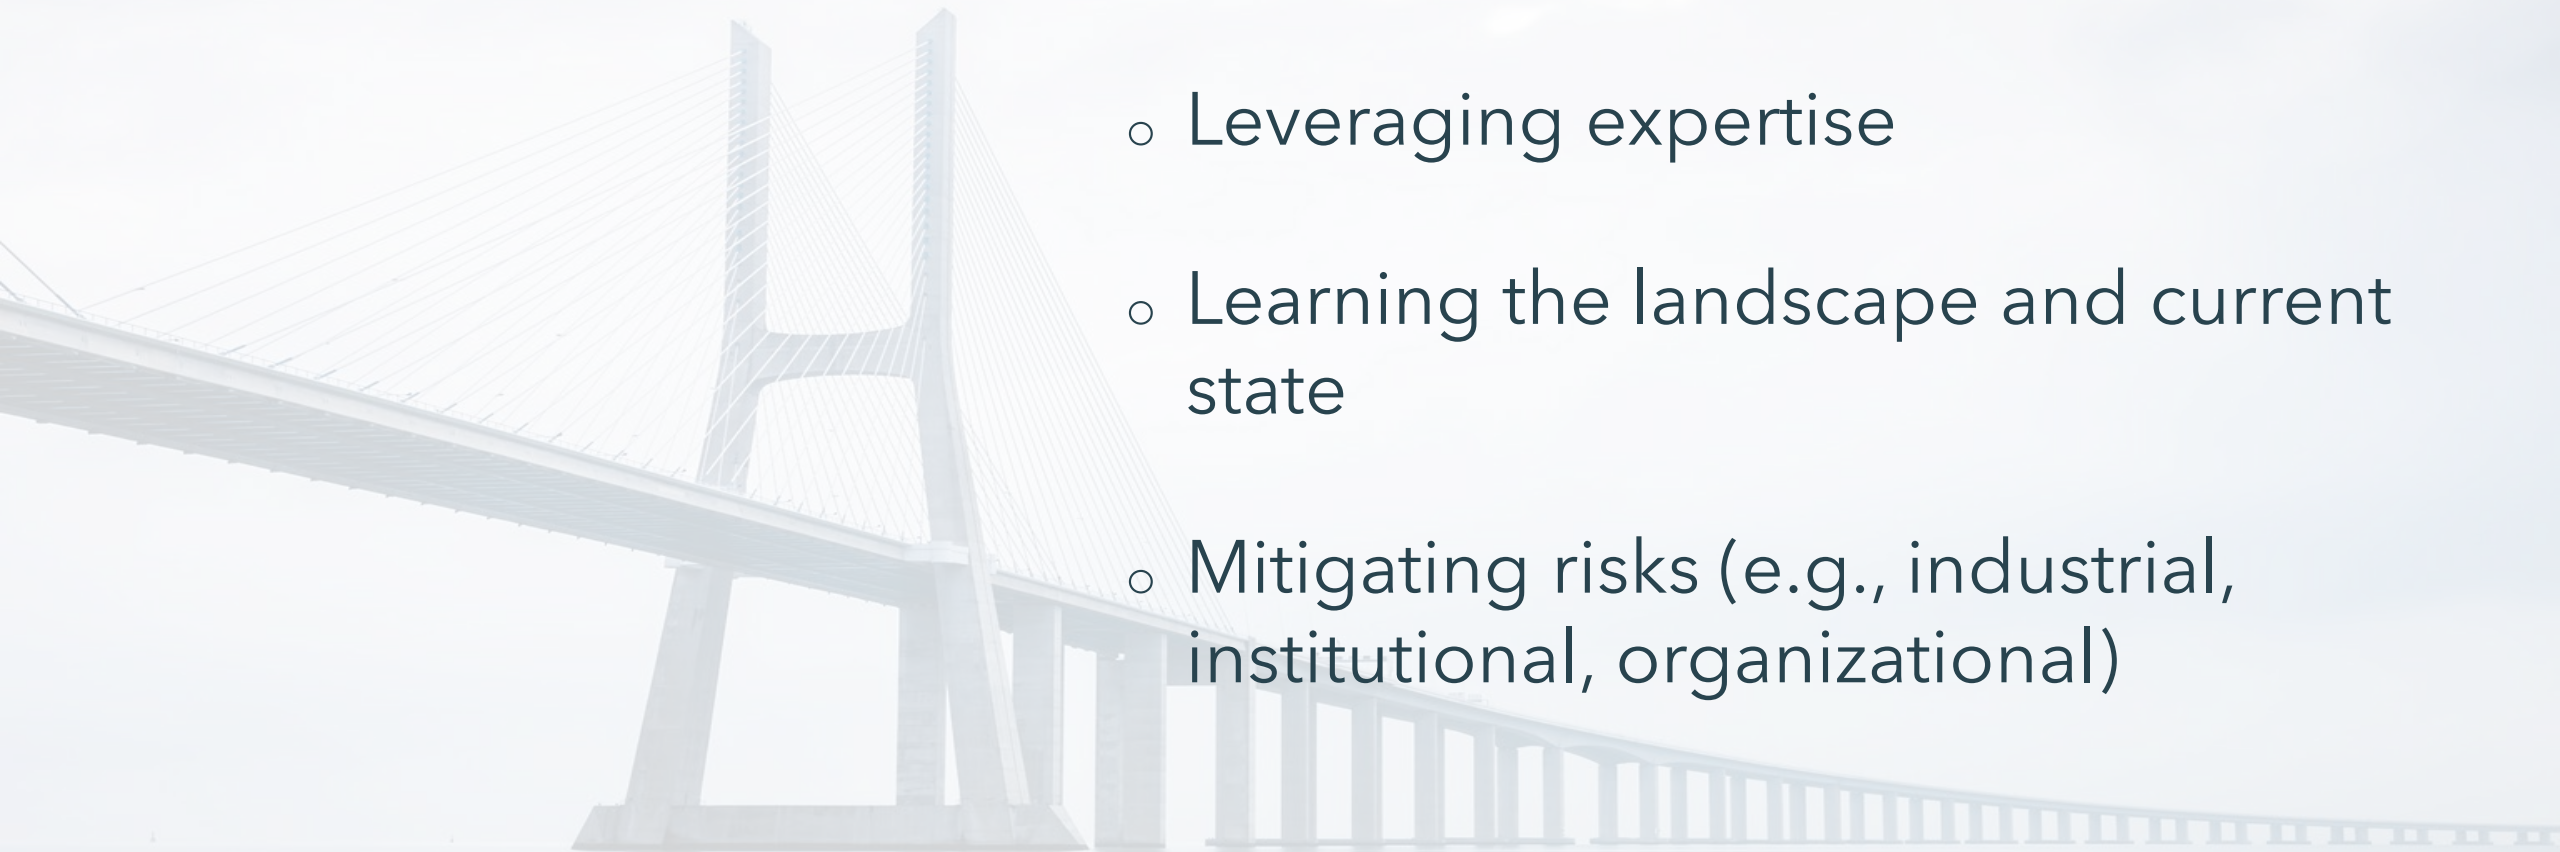 ○ Leveraging expertise
○ Learning the landscape and current
state
○ Mitigating risks (e.g., industrial,
institutional, organizational)